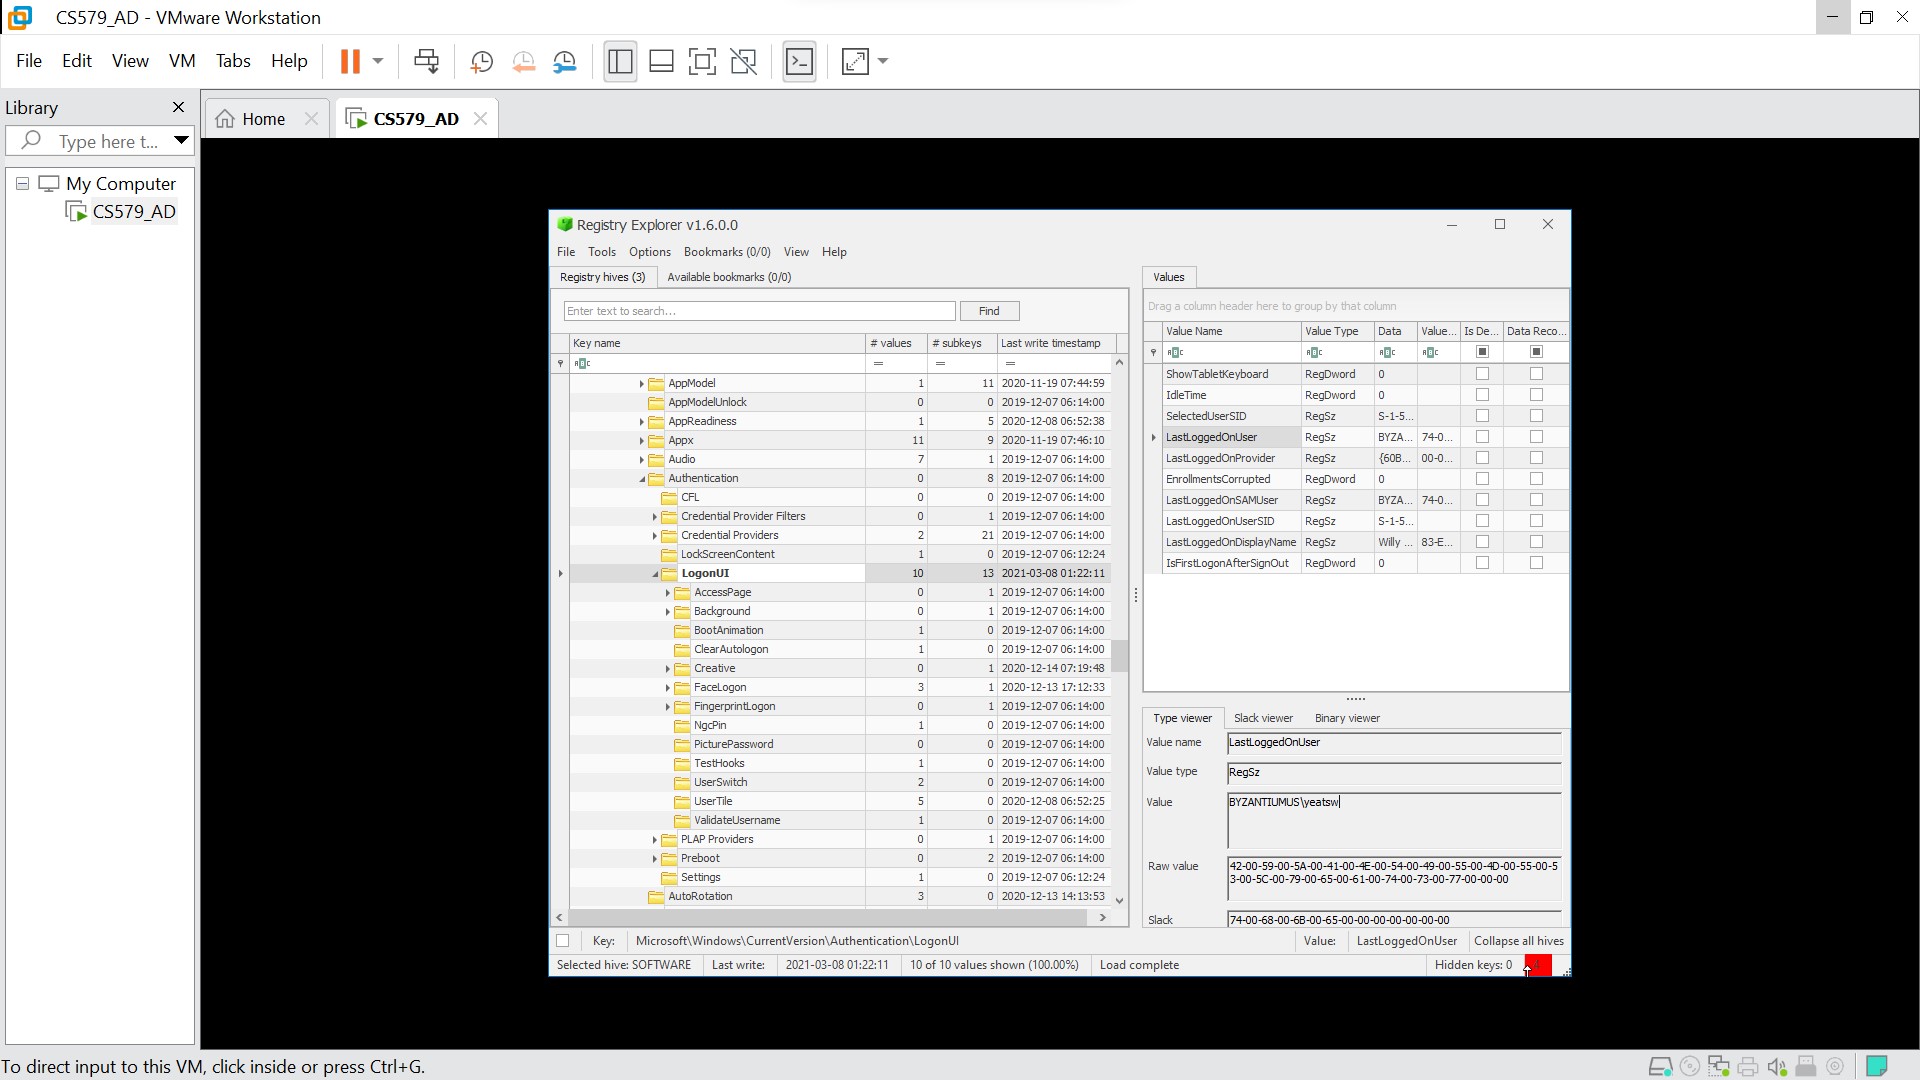 CS579_AD - VMware Workstation
File Edit View VM Tabs Help
Library
Home
CS579_AD
Type here t...
My Computer
CS579_AD
Registry Explorer v1.6.0.0
File Tools Options Bookmarks (0/0) View Help
Registry hives (3) Available bookmarks (0/0)
Enter text to search... Find
Key name # values # subkeys Last write timestamp
= = =
AppModel 1 11 2020-11-19 07:44:59
AppModelUnlock 0 0 2019-12-07 06:14:00
AppReadiness 1 5 2020-12-08 06:52:38
Appx 11 9 2020-11-19 07:46:10
Audio 7 1 2019-12-07 06:14:00
Authentication 0 8 2019-12-07 06:14:00
CFL 0 0 2019-12-07 06:14:00
Credential Provider Filters 0 1 2019-12-07 06:14:00
Credential Providers 2 21 2019-12-07 06:14:00
LockScreenContent 1 0 2019-12-07 06:12:24
LogonUI 10 13 2021-03-08 01:22:11
AccessPage 0 1 2019-12-07 06:14:00
Background 0 1 2019-12-07 06:14:00
BootAnimation 1 0 2019-12-07 06:14:00
ClearAutologon 1 0 2019-12-07 06:14:00
Creative 0 1 2020-12-14 07:19:48
FaceLogon 3 1 2020-12-13 17:12:33
FingerprintLogon 0 1 2019-12-07 06:14:00
NgcPin 1 0 2019-12-07 06:14:00
PicturePassword 0 0 2019-12-07 06:14:00
TestHooks 1 0 2019-12-07 06:14:00
UserSwitch 2 0 2019-12-07 06:14:00
UserTile 5 0 2020-12-08 06:52:25
ValidateUsername 1 0 2019-12-07 06:14:00
PLAP Providers 0 1 2019-12-07 06:14:00
Preboot 0 2 2019-12-07 06:14:00
Settings 1 0 2019-12-07 06:12:24
AutoRotation 3 0 2020-12-13 14:13:53
Values
Drag a column header here to group by that column
Value Name Value Type Data Value... Is De... Data Reco...
ShowTabletKeyboard RegDword 0
IdleTime RegDword 0
SelectedUserSID RegSz S-1-5...
LastLoggedOnUser RegSz BYZA... 74-0...
LastLoggedOnProvider RegSz {60B... 00-0...
EnrollmentsCorrupted RegDword 0
LastLoggedOnSAMUser RegSz BYZA... 74-0...
LastLoggedOnUserSID RegSz S-1-5...
LastLoggedOnDisplayName RegSz Willy ... 83-E...
IsFirstLogonAfterSignOut RegDword 0
Type viewer Slack viewer Binary viewer
Value name LastLoggedOnUser
Value type RegSz
Value BYZANTIUMUS\yeatsw
Raw value 42-00-59-00-5A-00-41-00-4E-00-54-00-49-00-55-00-4D-00-55-00-5
3-00-5C-00-79-00-65-00-61-00-74-00-73-00-77-00-00-00
Slack 74-00-68-00-6B-00-65-00-00-00-00-00-00-00
Key: Microsoft\Windows\CurrentVersion\Authentication\LogonUI Value: LastLoggedOnUser Collapse all hives
Selected hive: SOFTWARE Last write: 2021-03-08 01:22:11 10 of 10 values shown (100.00%) Load complete Hidden keys: 0
To direct input to this VM, click inside or press Ctrl+G.